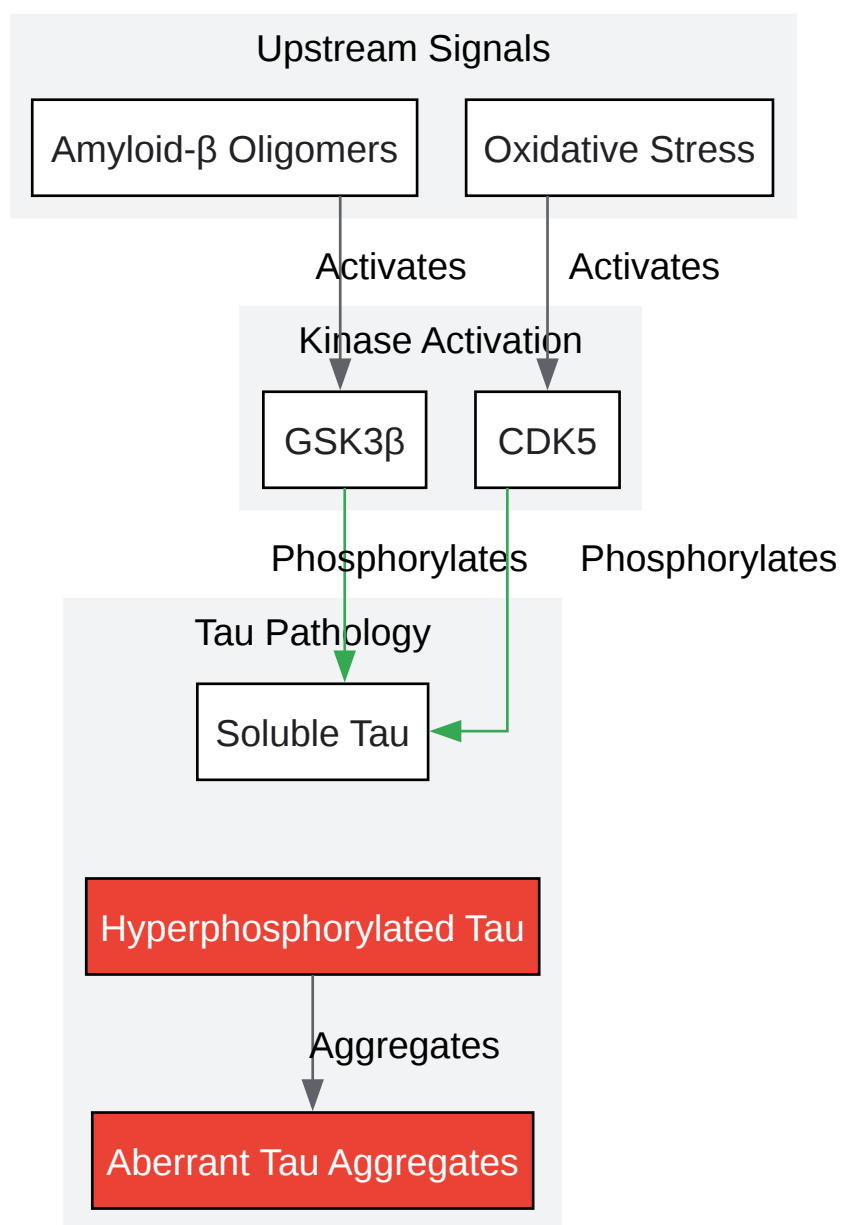 Upstream Signals
Amyloid-β Oligomers
Oxidative Stress
Activates
Activates
Kinase Activation
GSK3β
CDK5
Phosphorylates
Phosphorylates
Tau Pathology
Soluble Tau
Hyperphosphorylated Tau
Aggregates
Aberrant Tau Aggregates